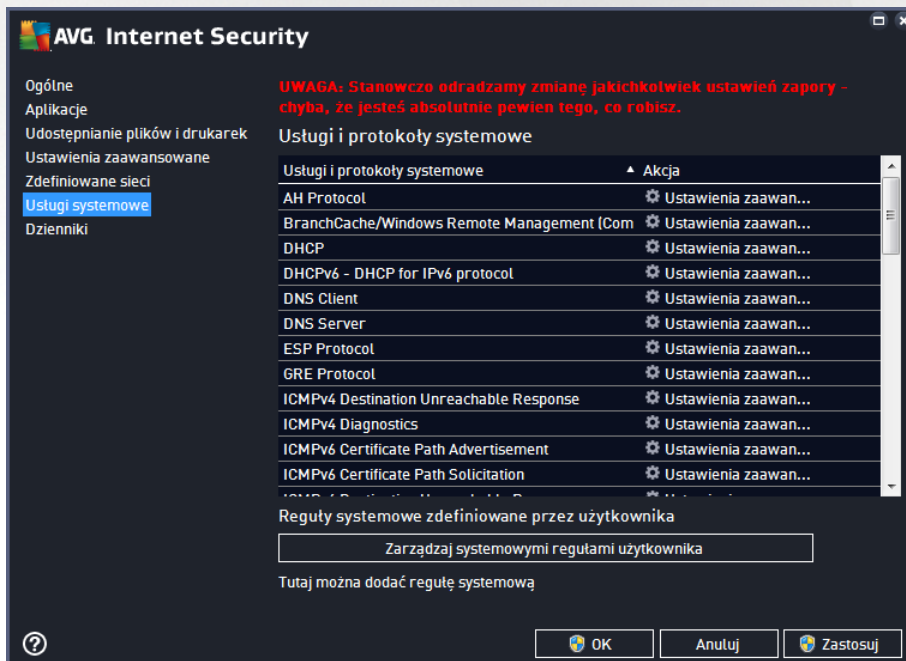 AVG Internet Security
Ogólne
Aplikacje
Udostępnianie plików i drukarek
Ustawienia zaawansowane
Zdefiniowane sieci
Usługi systemowe
Dzienniki
UWAGA: Stanowczo odradzamy zmianę jakichkolwiek ustawień zapory -
chyba, że jesteś absolutnie pewien tego, co robisz.
Usługi i protokoły systemowe
Usługi i protokoły systemowe Akcja
AH Protocol Ustawienia zaawan...
BranchCache/Windows Remote Management (Com Ustawienia zaawan...
DHCP Ustawienia zaawan...
DHCPv6 - DHCP for IPv6 protocol Ustawienia zaawan...
DNS Client Ustawienia zaawan...
DNS Server Ustawienia zaawan...
ESP Protocol Ustawienia zaawan...
GRE Protocol Ustawienia zaawan...
ICMPv4 Destination Unreachable Response Ustawienia zaawan...
ICMPv4 Diagnostics Ustawienia zaawan...
ICMPv6 Certificate Path Advertisement Ustawienia zaawan...
ICMPv6 Certificate Path Solicitation Ustawienia zaawan...
Reguły systemowe zdefiniowane przez użytkownika
Zarządzaj systemowymi regułami użytkownika
Tutaj można dodać regułę systemową
OK Anuluj Zastosuj